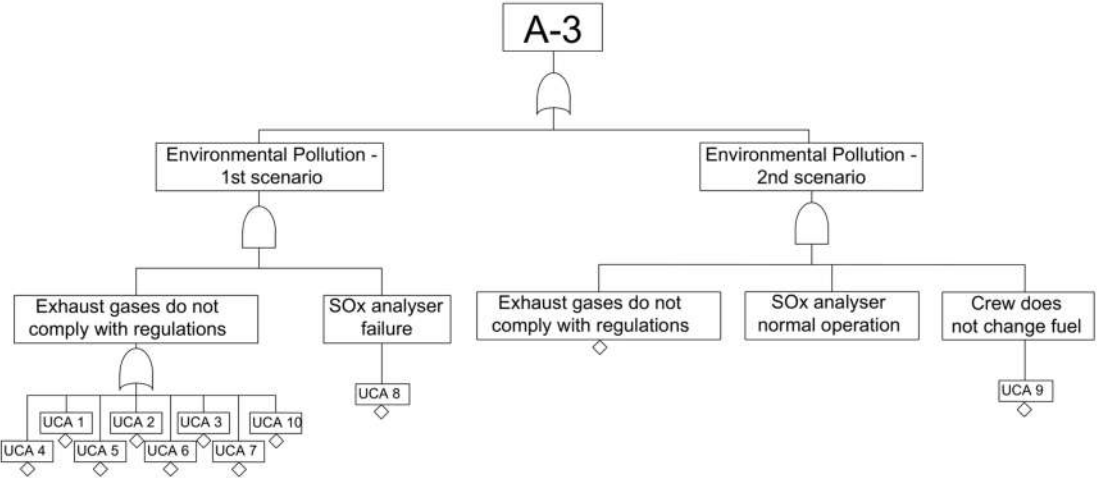 A-3
Environmental Pollution -
1st scenario
Environmental Pollution -
2nd scenario
Exhaust gases do not
comply with regulations
SOx analyser
failure
Exhaust gases do not
comply with regulations
SOx analyser
normal operation
Crew does
not change fuel
UCA 8
UCA 9
UCA 1
UCA 2
UCA 3
UCA 10
UCA 4
UCA 5
UCA 6
UCA 7